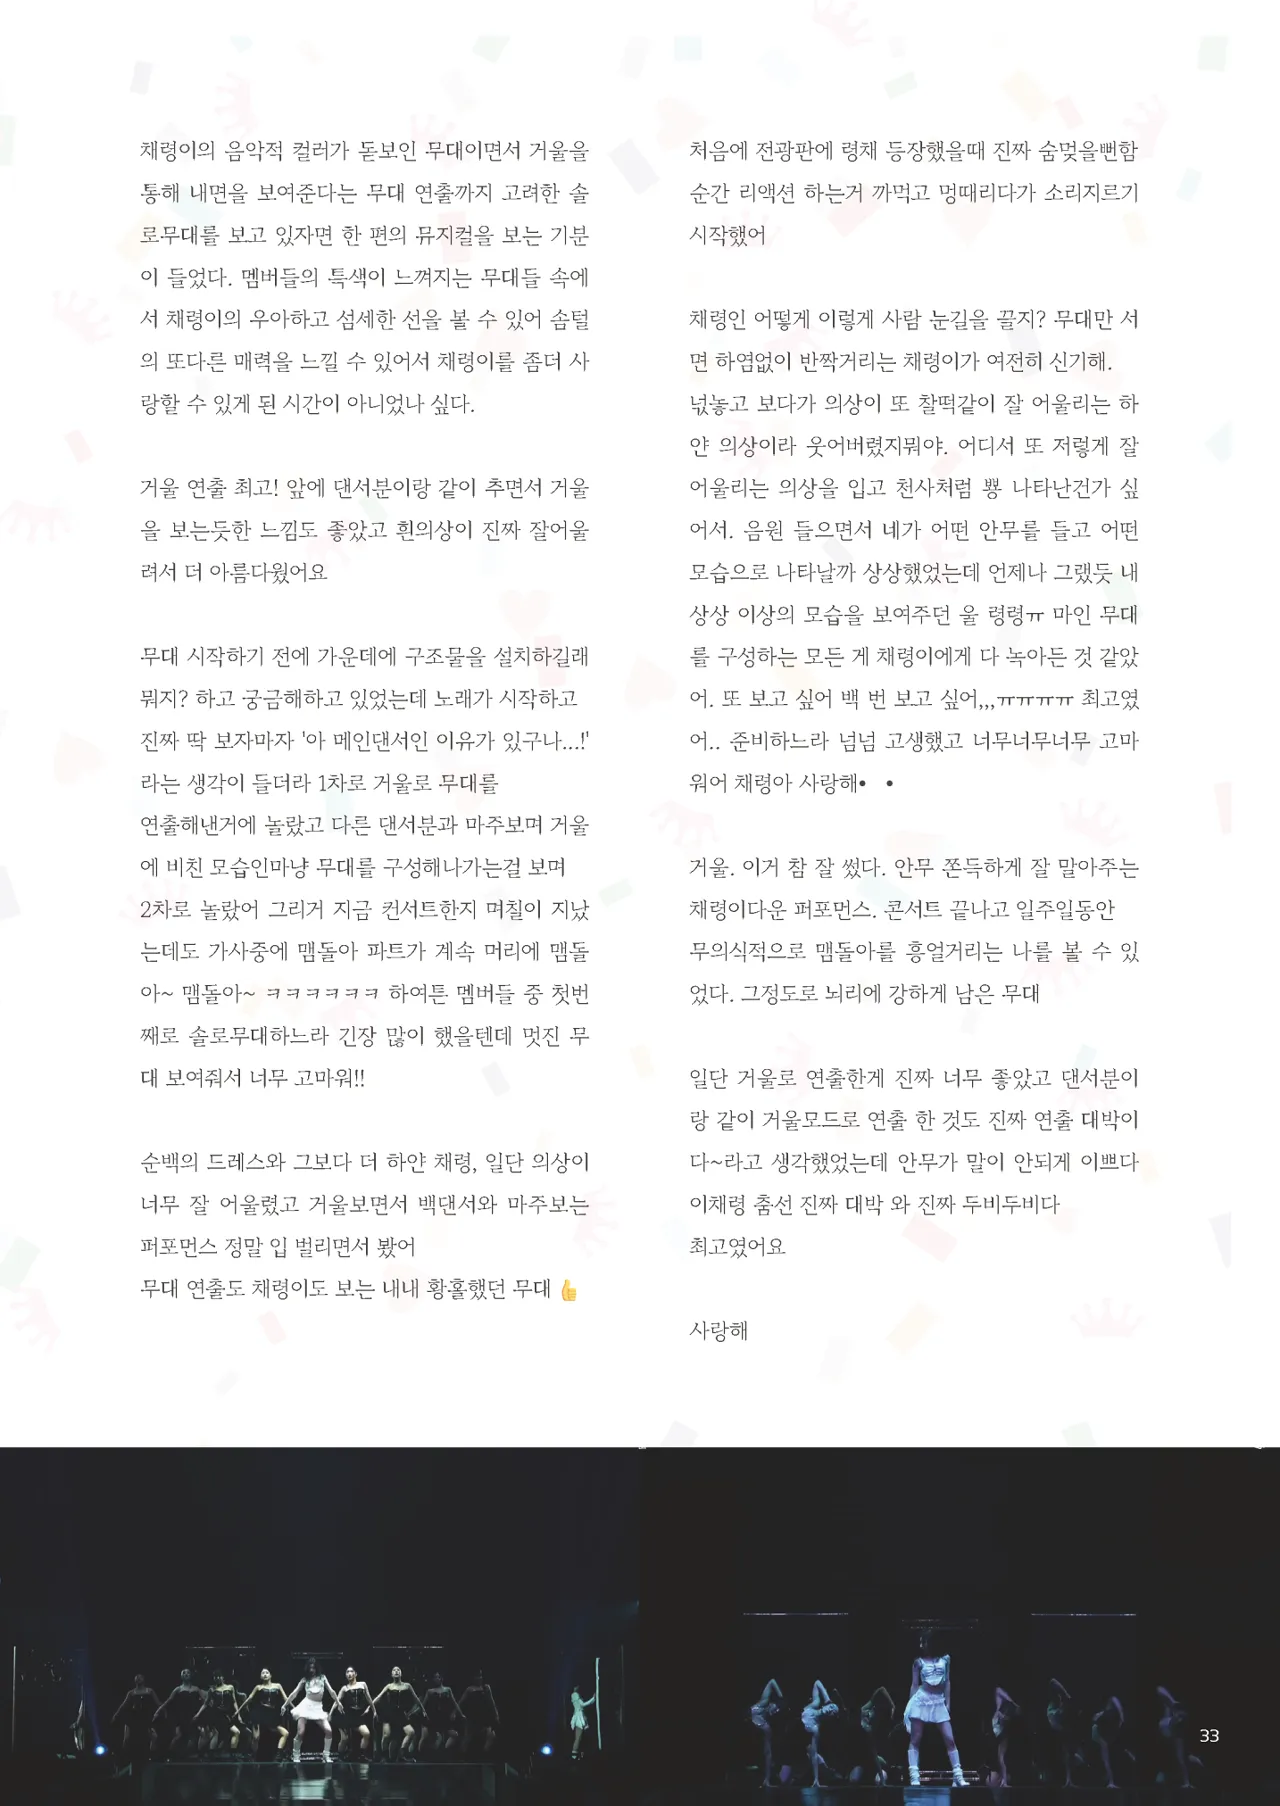 채령이의 음악적 컬러가 돋보인 무대이면서 거울을
통해 내면을 보여준다는 무대 연출까지 고려한 솔
로무대를 보고 있자면 한 편의 뮤지컬을 보는 기분
이 들었다. 멤버들의 특색이 느껴지는 무대들 속에
서 채령이의 우아하고 섬세한 선을 볼 수 있어 솜털
의 또다른 매력을 느낄 수 있어서 채령이를 좀더 사
랑할 수 있게 된 시간이 아니었나 싶다.
거울 연출 최고! 앞에 댄서분이랑 같이 추면서 거울
을 보는듯한 느낌도 좋았고 흰의상이 진짜 잘어울
려서 더 아름다웠어요
무대 시작하기 전에 가운데에 구조물을 설치하길래
뭐지? 하고 궁금해하고 있었는데 노래가 시작하고
진짜 딱 보자마자 '아 메인댄서인 이유가 있구나...!'
라는 생각이 들더라 1차로 거울로 무대를
연출해낸거에 놀랐고 다른 댄서분과 마주보며 거울
에 비친 모습인마냥 무대를 구성해나가는걸 보며
2차로 놀랐어 그리거 지금 컨서트한지 며칠이 지났
는데도 가사중에 맴돌아 파트가 계속 머리에 맴돌
아~ 맴돌아~ ㅋㅋㅋㅋㅋㅋ 하여튼 멤버들 중 첫번
째로 솔로무대하느라 긴장 많이 했을텐데 멋진 무
대 보여줘서 너무 고마워!!
순백의 드레스와 그보다 더 하얀 채령, 일단 의상이
너무 잘 어울렸고 거울보면서 백댄서와 마주보는
퍼포먼스 정말 입 벌리면서 봤어
무대 연출도 채령이도 보는 내내 황홀했던 무대 👍
처음에 전광판에 령채 등장했을때 진짜 숨멎을뻔함
순간 리액션 하는거 까먹고 멍때리다가 소리지르기
시작했어
채령인 어떻게 이렇게 사람 눈길을 끌지? 무대만 서
면 하염없이 반짝거리는 채령이가 여전히 신기해.
넋놓고 보다가 의상이 또 찰떡같이 잘 어울리는 하
얀 의상이라 웃어버렸지뭐야. 어디서 또 저렇게 잘
어울리는 의상을 입고 천사처럼 뿅 나타난건가 싶
어서. 음원 들으면서 네가 어떤 안무를 들고 어떤
모습으로 나타날까 상상했었는데 언제나 그랬듯 내
상상 이상의 모습을 보여주던 울 령령ㅠ 마인 무대
를 구성하는 모든 게 채령이에게 다 녹아든 것 같았
어. 또 보고 싶어 백 번 보고 싶어,,,ㅠㅠㅠㅠ 최고였
어.. 준비하느라 넘넘 고생했고 너무너무너무 고마
워어 채령아 사랑해• •
거울. 이거 참 잘 썼다. 안무 쫀득하게 잘 말아주는
채령이다운 퍼포먼스. 콘서트 끝나고 일주일동안
무의식적으로 맴돌아를 흥얼거리는 나를 볼 수 있
었다. 그정도로 뇌리에 강하게 남은 무대
일단 거울로 연출한게 진짜 너무 좋았고 댄서분이
랑 같이 거울모드로 연출 한 것도 진짜 연출 대박이
다~라고 생각했었는데 안무가 말이 안되게 이쁘다
이채령 춤선 진짜 대박 와 진짜 두비두비다
최고였어요
사랑해
33